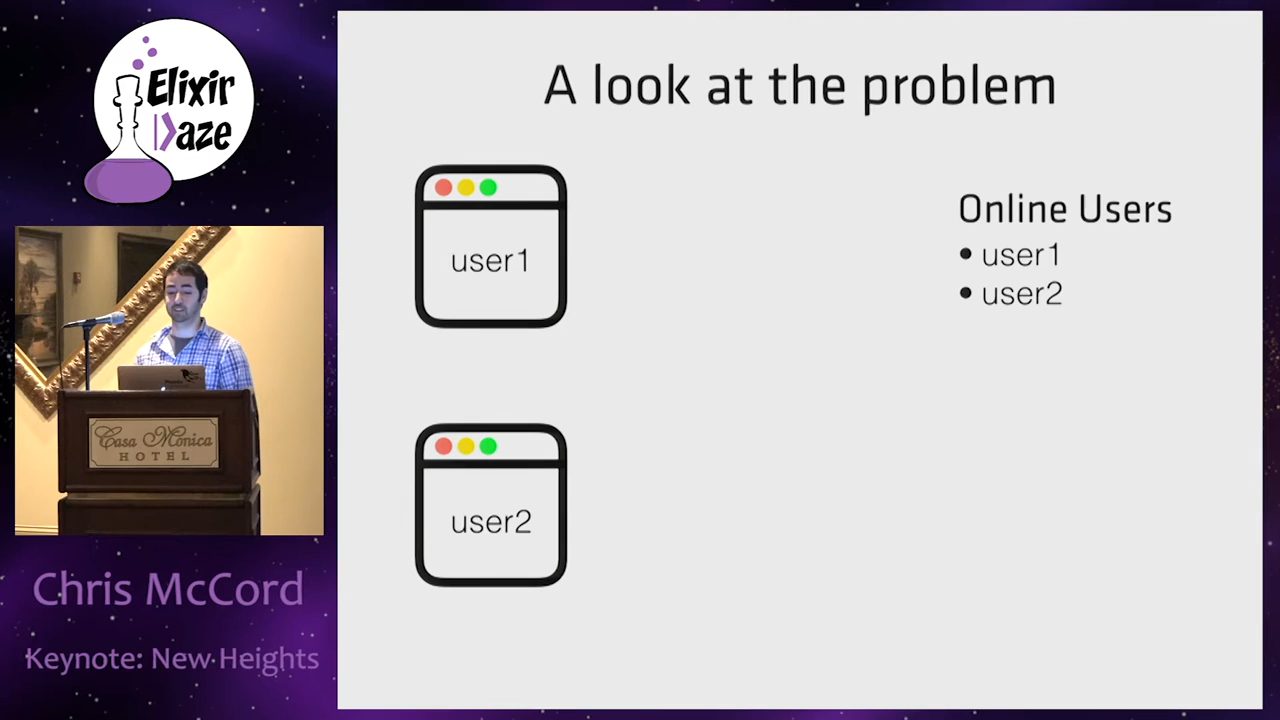 Elixir
Daze
A look at the problem
user1
Online Users
• user1
• user2
user2
Casa Monica
HOTEL
Chris McCord
Keynote: New Heights